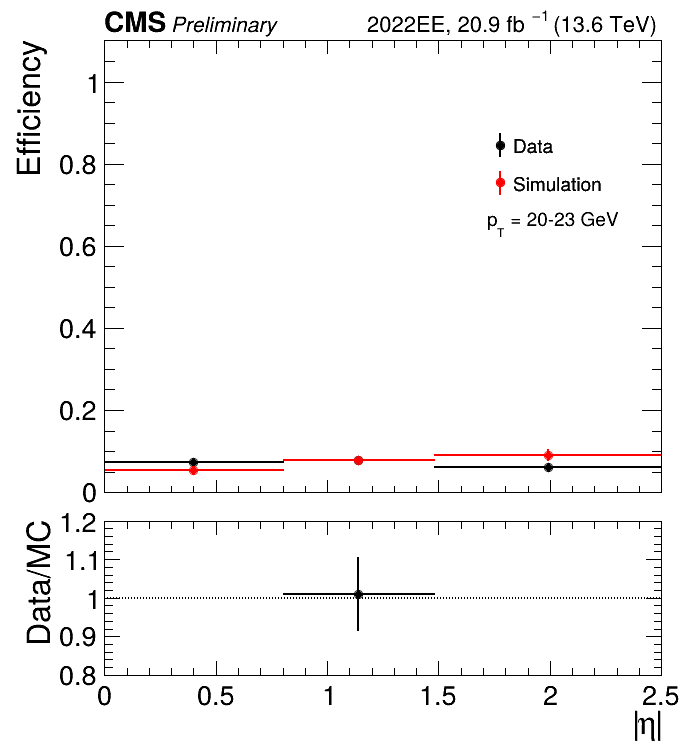 CMS Preliminary 2022EE, 20.9 fb⁻¹ (13.6 TeV)
Efficiency
1
0.8
0.6
0.4
0.2
0
Data
Simulation
p_T = 20-23 GeV
Data/MC
1.2
1.1
1
0.9
0.8
0 0.5 1 1.5 2 2.5
|η|